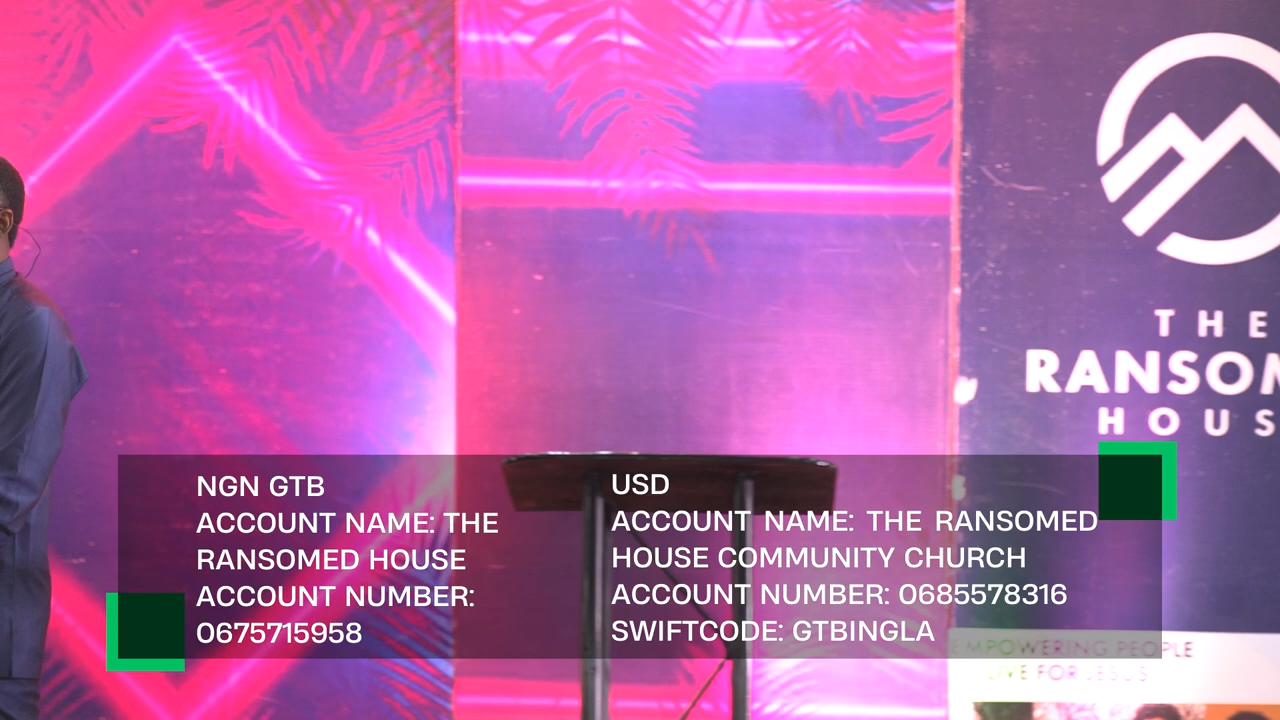 THE
RANSOM
HOUS
NGN GTB
ACCOUNT NAME: THE
RANSOMED HOUSE
ACCOUNT NUMBER:
0675715958
USD
ACCOUNT NAME: THE RANSOMED
HOUSE COMMUNITY CHURCH
ACCOUNT NUMBER: 0685578316
SWIFTCODE: GTBINGLA
EMPOWERING PEOPLE
LIVE FOR JESUS